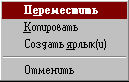 Переместить
Копировать
Создать ярлык(и)
Отменить